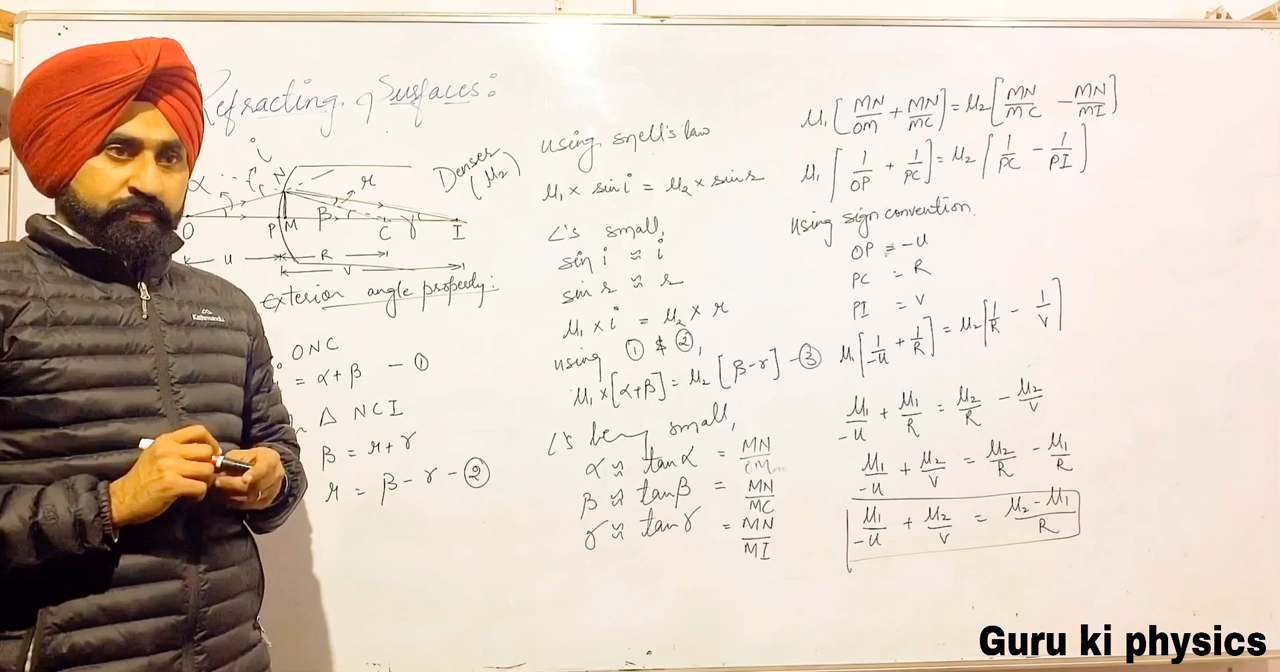 Refracting Surfaces:
i
α N r Denser
(μ₂)
O P M β C γ I
u R
v
exterior angle property:
ONC
i = α+β — ①
Δ NCI
β = r+γ
r = β-γ — ②
Kathmandu
using snell's law
μ₁ × sin i = μ₂ × sin r
∠'s small,
sin i ≈ i
sin r ≈ r
μ₁ × i = μ₂ × r
using ① & ②,
μ₁×[α+β] = μ₂ [β-γ] — ③
∠'s being small,
α ≈ tanα = MN/OM
β ≈ tanβ = MN/MC
γ ≈ tanγ = MN/MI
μ₁ [MN/OM + MN/MC] = μ₂ [MN/MC - MN/MI]
μ₁ [1/OP + 1/PC] = μ₂ [1/PC - 1/PI]
using sign convention.
OP = -u
PC = R
PI = v
μ₁ [1/-u + 1/R] = μ₂ [1/R - 1/v]
μ₁/-u + μ₁/R = μ₂/R - μ₂/v
μ₁/-u + μ₂/v = μ₂/R - μ₁/R
μ₁/-u + μ₂/v = μ₂-μ₁/R
Guru ki physics